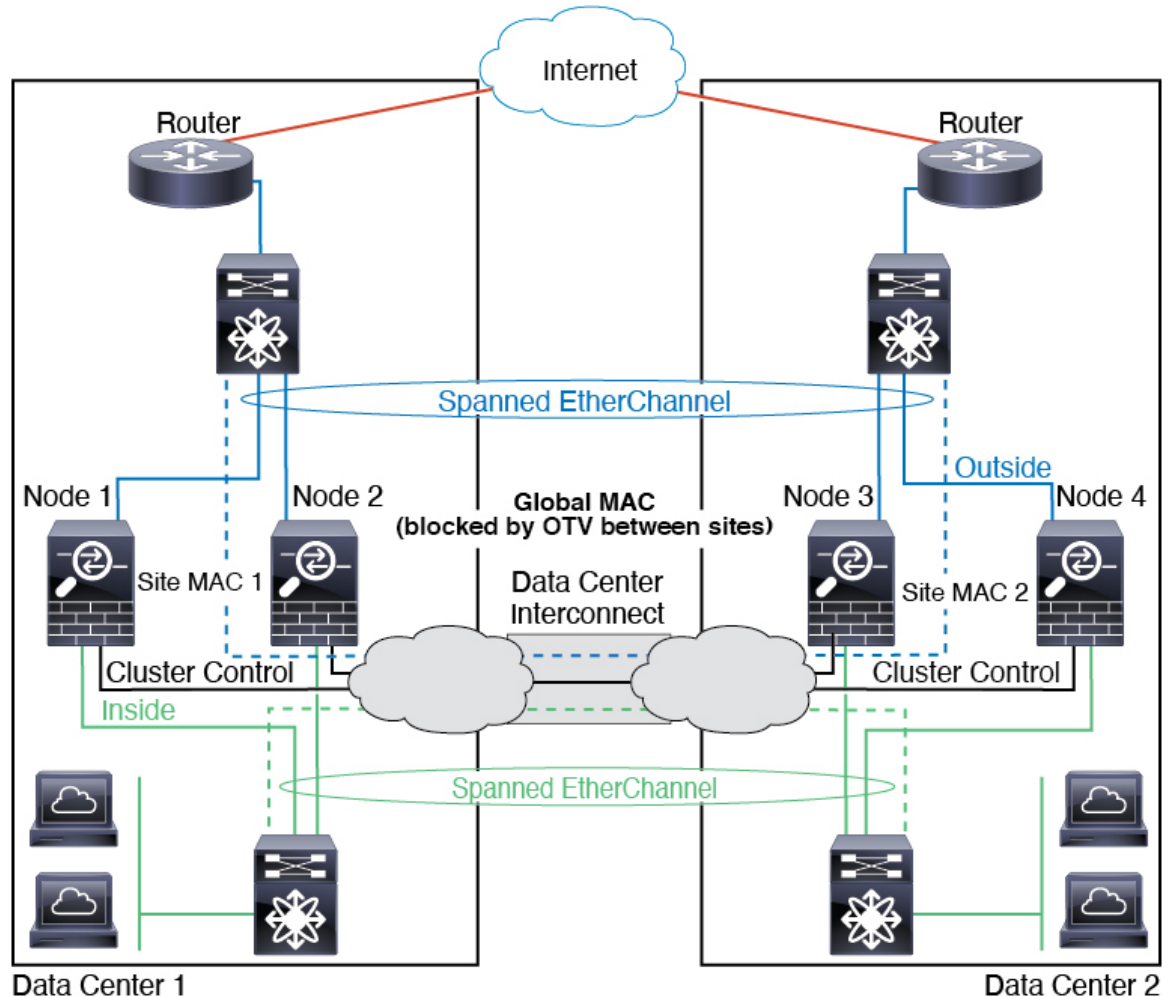 Internet
Router
Router
Spanned EtherChannel
Outside
Node 1
Node 2
Global MAC
(blocked by OTV between sites)
Node 3
Node 4
Site MAC 1
Data Center
Interconnect
Site MAC 2
Cluster Control
Cluster Control
Inside
Spanned EtherChannel
Data Center 1
Data Center 2